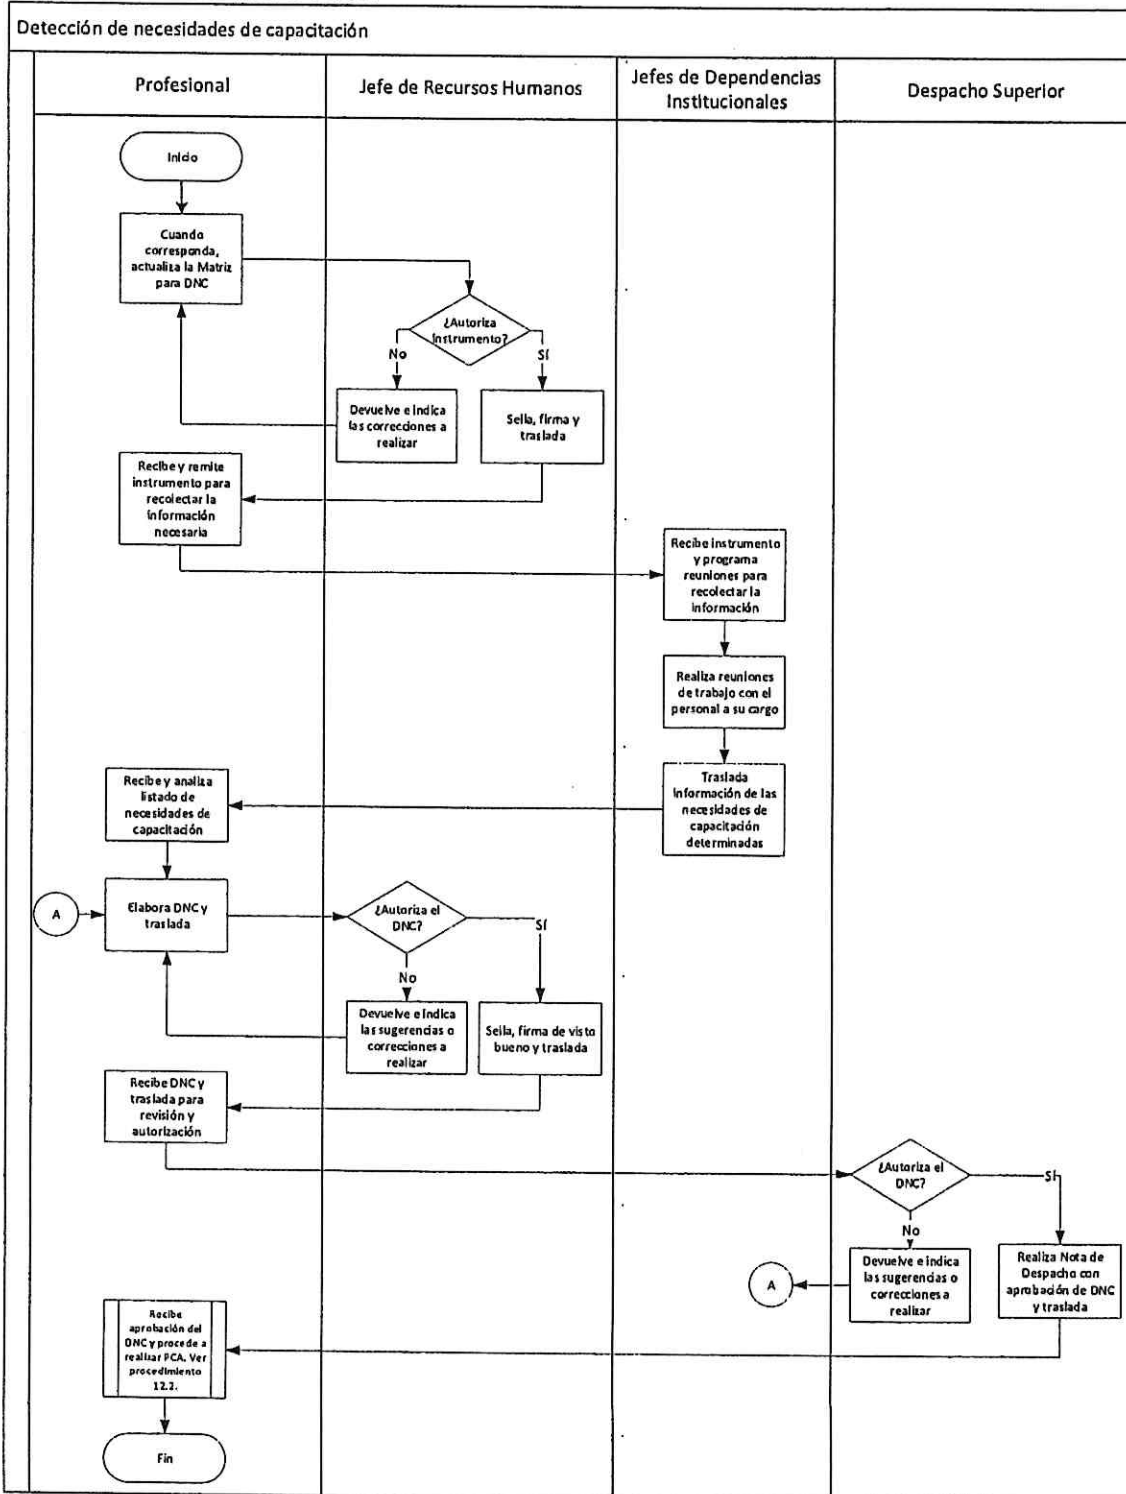 Detección de necesidades de capacitación
Profesional
Jefe de Recursos Humanos
Jefes de Dependencias
Institucionales
Despacho Superior
Inicio
Cuando
corresponda,
actualiza la Matriz
para DNC
¿Autoriza
instrumento?
No
Sí
Devuelve e indica
las correcciones a
realizar
Sella, firma y
traslada
Recibe y remite
instrumento para
recolectar la
información
necesaria
Recibe instrumento
y programa
reuniones para
recolectar la
información
Realiza reuniones
de trabajo con el
personal a su cargo
Traslada
información de las
necesidades de
capacitación
determinadas
Recibe y analiza
listado de
necesidades de
capacitación
A
Elabora DNC y
traslada
¿Autoriza el
DNC?
Sí
No
Devuelve e indica
las sugerencias o
correcciones a
realizar
Sella, firma de visto
bueno y traslada
Recibe DNC y
traslada para
revisión y
autorización
¿Autoriza el
DNC?
Sí
No
A
Devuelve e indica
las sugerencias o
correcciones a
realizar
Realiza Nota de
Despacho con
aprobación de DNC
y traslada
Recibe
aprobación del
DNC y procede a
realizar PCA. Ver
procedimiento
12.2.
Fin